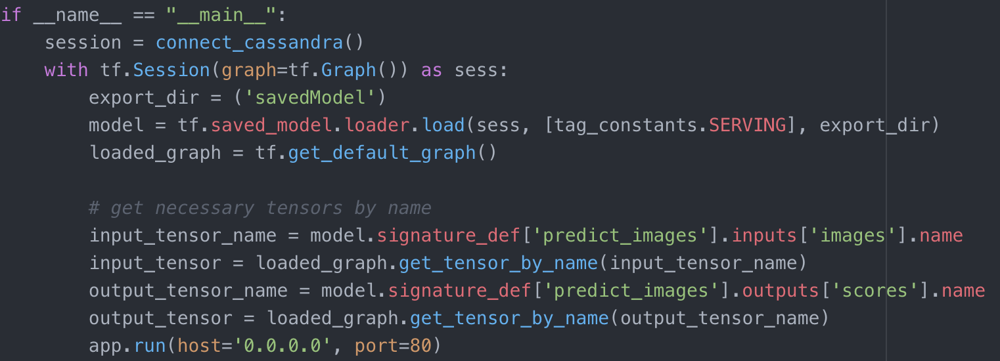 if __name__ == "__main__":
    session = connect_cassandra()
    with tf.Session(graph=tf.Graph()) as sess:
        export_dir = ('savedModel')
        model = tf.saved_model.loader.load(sess, [tag_constants.SERVING], export_dir)
        loaded_graph = tf.get_default_graph()

        # get necessary tensors by name
        input_tensor_name = model.signature_def['predict_images'].inputs['images'].name
        input_tensor = loaded_graph.get_tensor_by_name(input_tensor_name)
        output_tensor_name = model.signature_def['predict_images'].outputs['scores'].name
        output_tensor = loaded_graph.get_tensor_by_name(output_tensor_name)
        app.run(host='0.0.0.0', port=80)